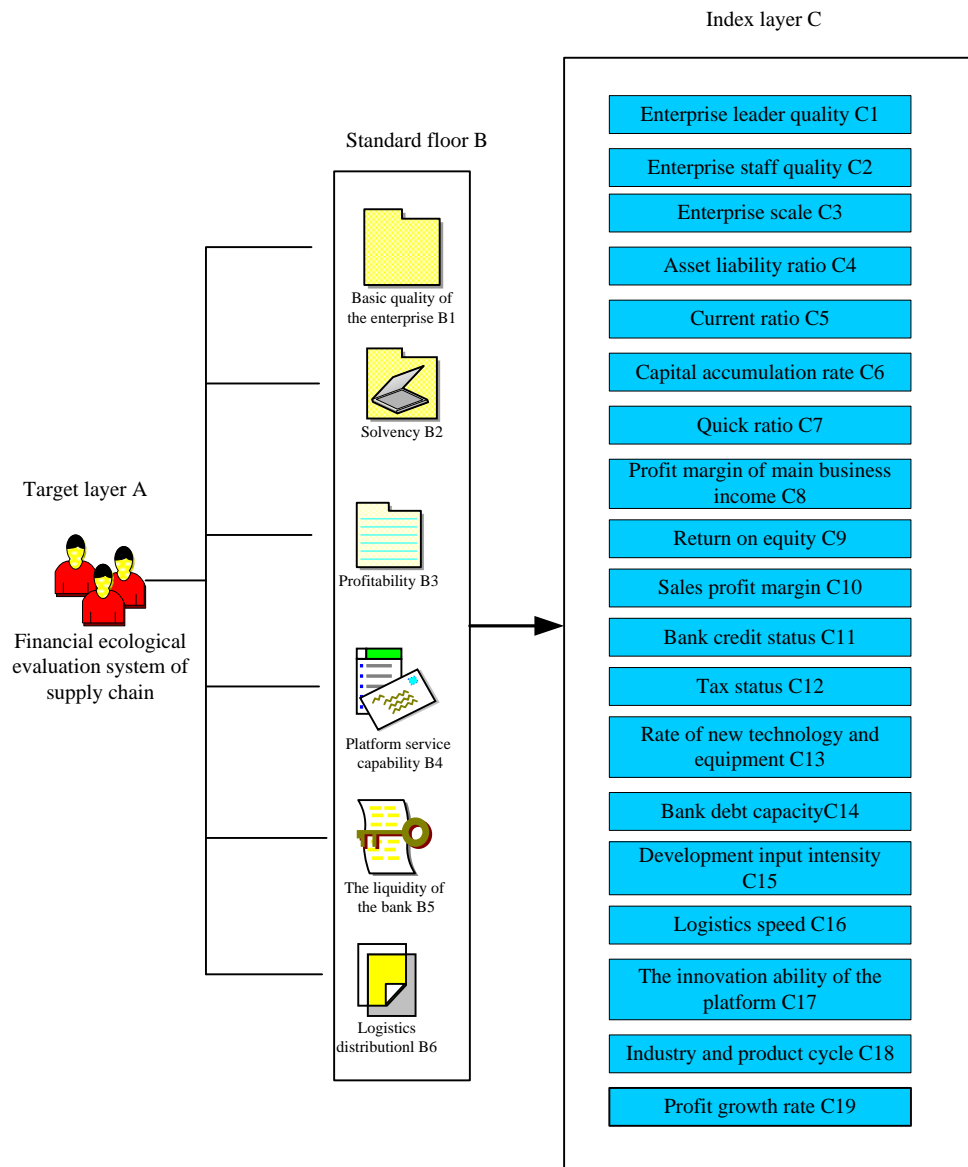 Index layer C
Standard floor B
Target layer A
Financial ecological
evaluation system of
supply chain
Basic quality of
the enterprise B1
Solvency B2
Profitability B3
Platform service
capability B4
The liquidity of
the bank B5
Logistics
distributionl B6
Enterprise leader quality C1
Enterprise staff quality C2
Enterprise scale C3
Asset liability ratio C4
Current ratio C5
Capital accumulation rate C6
Quick ratio C7
Profit margin of main business
income C8
Return on equity C9
Sales profit margin C10
Bank credit status C11
Tax status C12
Rate of new technology and
equipment C13
Bank debt capacityC14
Development input intensity
C15
Logistics speed C16
The innovation ability of the
platform C17
Industry and product cycle C18
Profit growth rate C19